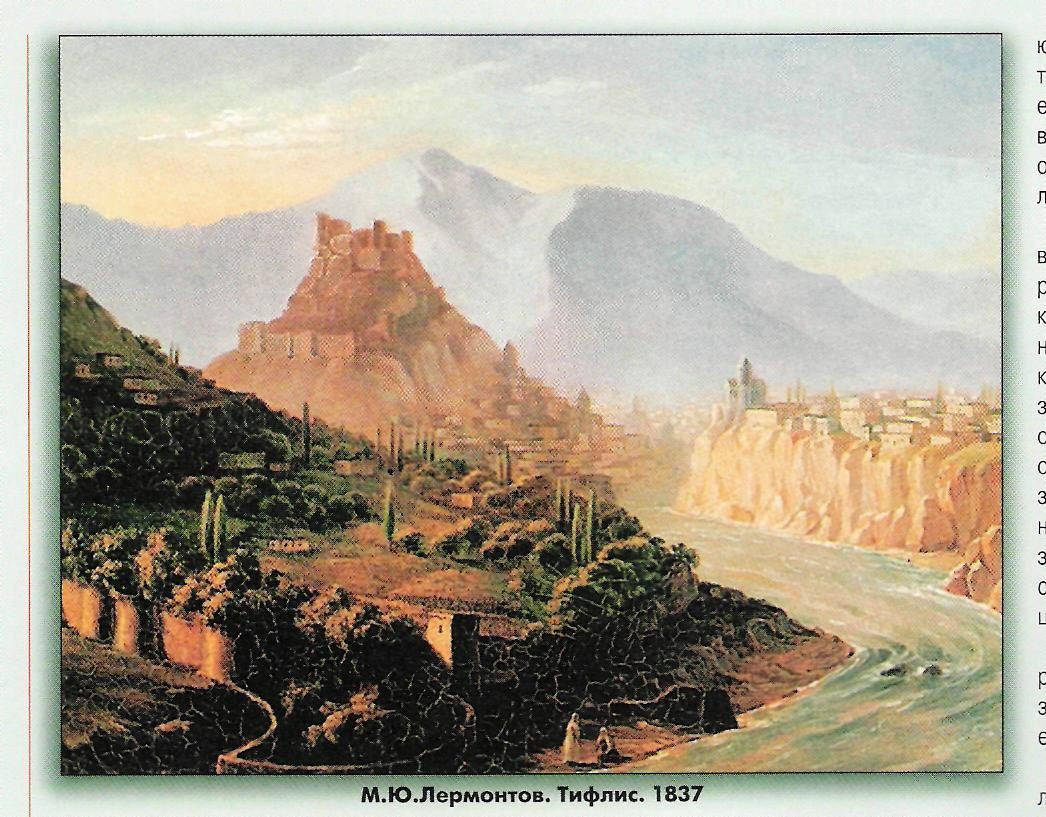 М.Ю.Лермонтов. Тифлис. 1837
ю
т
е
в
о
л
в
р
к
н
к
з
о
о
з
н
з
с
ц
р
з
е
л